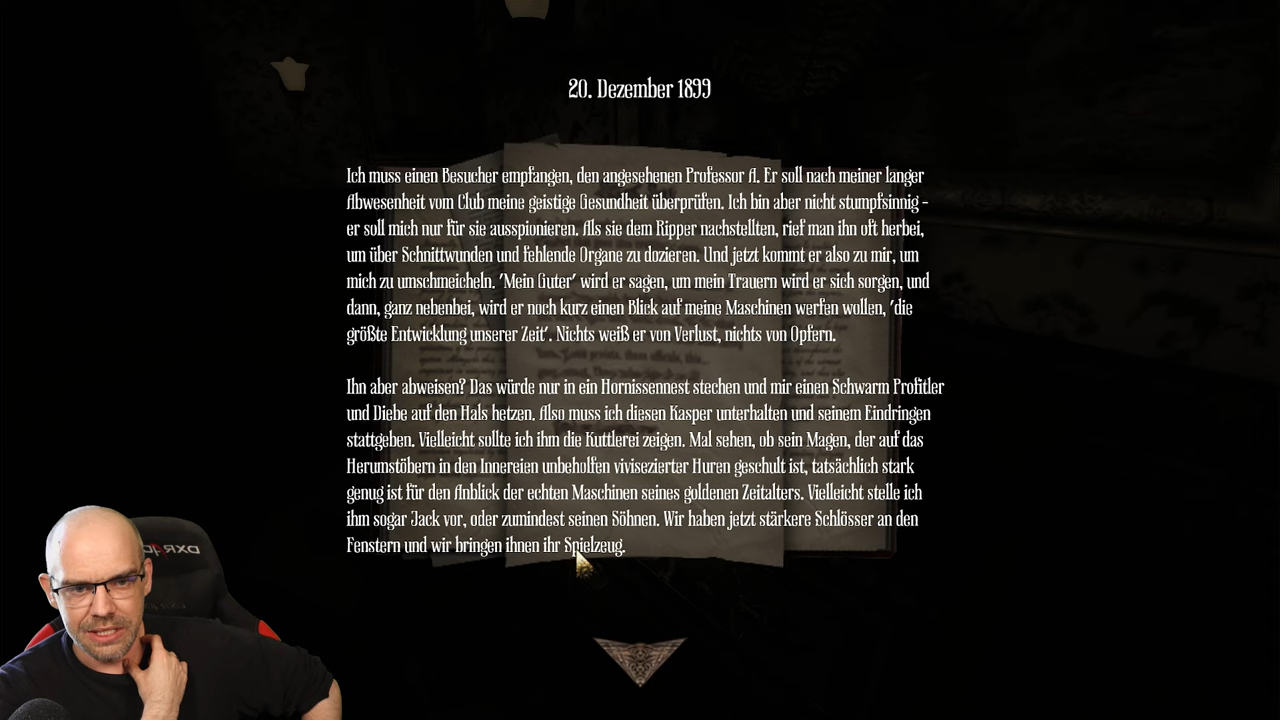 20. Dezember 1899
Ich muss einen Besucher empfangen, den angesehenen Professor A. Er soll nach meiner langer
Abwesenheit vom Club meine geistige Gesundheit überprüfen. Ich bin aber nicht stumpfsinnig -
er soll mich nur für sie ausspionieren. Als sie dem Ripper nachstellten, rief man ihn oft herbei,
um über Schnittwunden und fehlende Organe zu dozieren. Und jetzt kommt er also zu mir, um
mich zu umschmeicheln. 'Mein Guter' wird er sagen, um mein Trauern wird er sich sorgen, und
dann, ganz nebenbei, wird er noch kurz einen Blick auf meine Maschinen werfen wollen, 'die
größte Entwicklung unserer Zeit'. Nichts weiß er von Verlust, nichts von Opfern.
Ihn aber abweisen? Das würde nur in ein Hornissennest stechen und mir einen Schwarm Profitler
und Diebe auf den Hals hetzen. Also muss ich diesen Kasper unterhalten und seinem Eindringen
stattgeben. Vielleicht sollte ich ihm die Kuttlerei zeigen. Mal sehen, ob sein Magen, der auf das
Herumstöbern in den Innereien unbeholfen vivisezierter Huren geschult ist, tatsächlich stark
genug ist für den Anblick der echten Maschinen seines goldenen Zeitalters. Vielleicht stelle ich
ihm sogar Jack vor, oder zumindest seinen Söhnen. Wir haben jetzt stärkere Schlösser an den
Fenstern und wir bringen ihnen ihr Spielzeug.